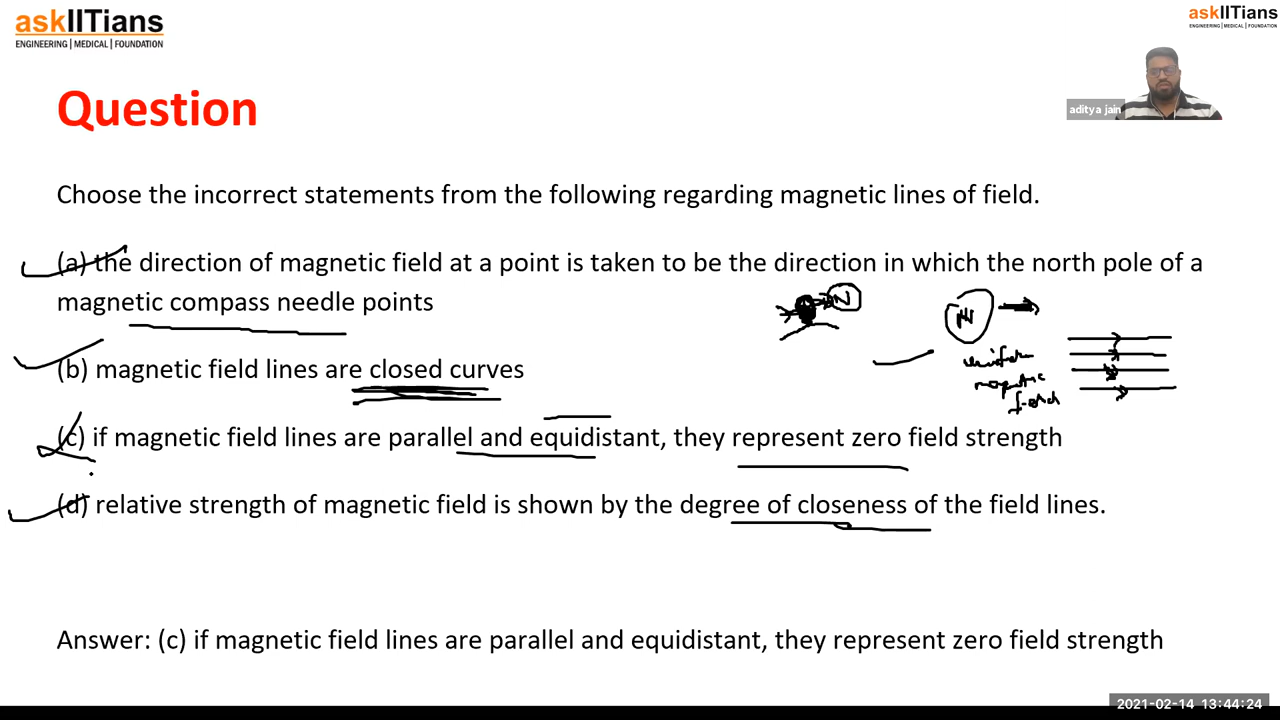 askIITians
ENGINEERING | MEDICAL | FOUNDATION
askIITians
ENGINEERING | MEDICAL | FOUNDATION
aditya jain
Question
Choose the incorrect statements from the following regarding magnetic lines of field.
(a) the direction of magnetic field at a point is taken to be the direction in which the north pole of a
magnetic compass needle points
N
uniform
magnetic
field
(b) magnetic field lines are closed curves
(c) if magnetic field lines are parallel and equidistant, they represent zero field strength
(d) relative strength of magnetic field is shown by the degree of closeness of the field lines.
Answer: (c) if magnetic field lines are parallel and equidistant, they represent zero field strength
2021-02-14 13:44:24